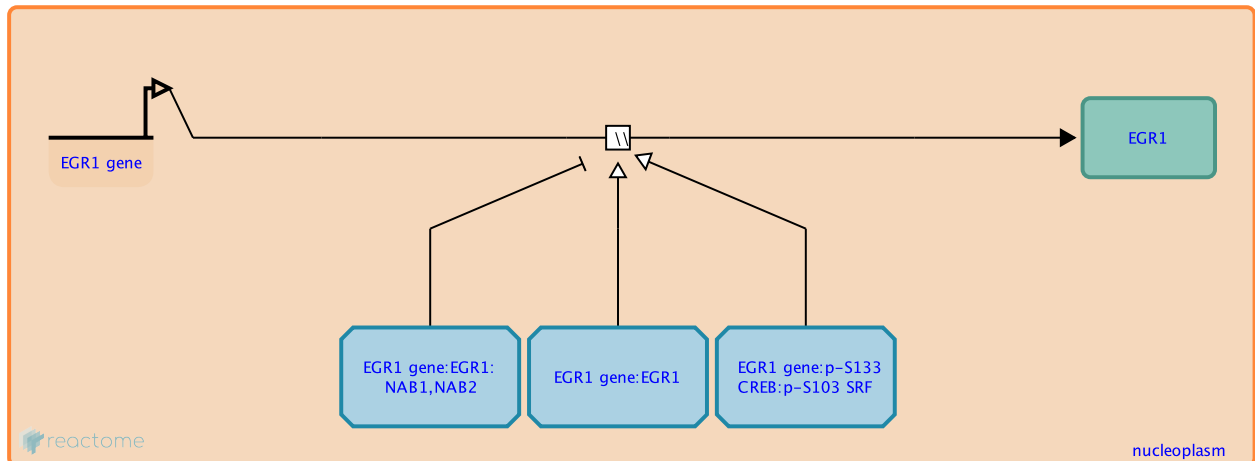 \\
EGR1 gene
EGR1
EGR1 gene:EGR1:
NAB1,NAB2
EGR1 gene:EGR1
EGR1 gene:p-S133
CREB:p-S103 SRF
reactome
nucleoplasm